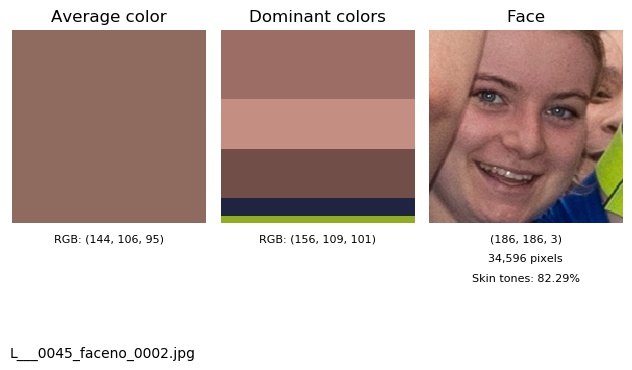 Average color
Dominant colors
Face
RGB: (144, 106, 95)
RGB: (156, 109, 101)
(186, 186, 3)
34,596 pixels
Skin tones: 82.29%
L___0045_faceno_0002.jpg